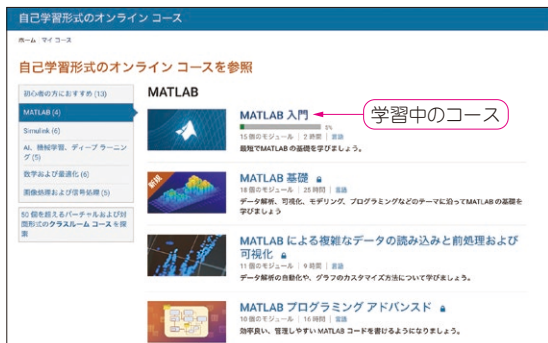 自己学習形式のオンライン コース
ホーム マイ コース
自己学習形式のオンライン コースを参照
初心者の方におすすめ (13)
MATLAB (4)
Simulink (6)
AI、機械学習、ディープ ラーニン
グ (5)
数学および最適化 (6)
画像処理および信号処理 (5)
50 個を超えるバーチャルおよび対
面形式のクラスルーム コースを探
索
MATLAB
MATLAB 入門
学習中のコース
5%
15 個のモジュール | 2 時間 | 言語
最短でMATLAB の基礎を学びましょう。
新版
MATLAB 基礎
18 個のモジュール | 20 時間 | 言語
データ解析、可視化、モデリング、プログラミングなどのテーマに沿ってMATLAB の基礎を
学びましょう
MATLAB による複雑なデータの読み込みと前処理および
可視化
11 個のモジュール | 9 時間 | 言語
データ解析の自動化や、グラフのカスタマイズ方法について学びましょう。
MATLAB プログラミング アドバンスド
10 個のモジュール | 16 時間 | 言語
効率良い、管理しやすい MATLAB コードを書けるようになりましょう。